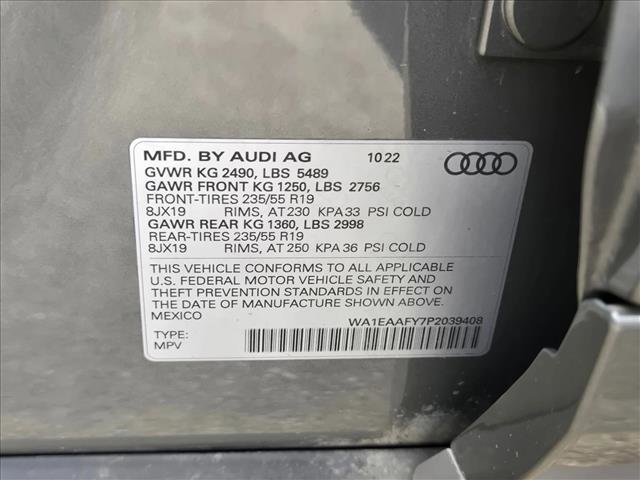 MFD. BY AUDI AG 10 22
GVWR KG 2490, LBS 5489
GAWR FRONT KG 1250, LBS 2756
FRONT-TIRES 235/55 R19
8JX19 RIMS, AT 230 KPA 33 PSI COLD
GAWR REAR KG 1360, LBS 2998
REAR-TIRES 235/55 R19
8JX19 RIMS, AT 250 KPA 36 PSI COLD
THIS VEHICLE CONFORMS TO ALL APPLICABLE
U.S. FEDERAL MOTOR VEHICLE SAFETY AND
THEFT PREVENTION STANDARDS IN EFFECT ON
THE DATE OF MANUFACTURE SHOWN ABOVE.
MEXICO WA1EAAFY7P2039408
TYPE:
MPV